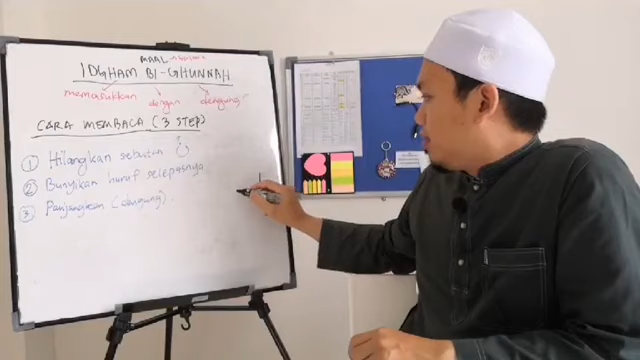 MAAL
IDGHAM BI-GHUNNAH
memasukkan dengan dengung
CARA MEMBACA (3 STEP)
① Hilangkan sebutan ن
② Bunyikan huruf selepasnya
③ Panjangkan (dengung).